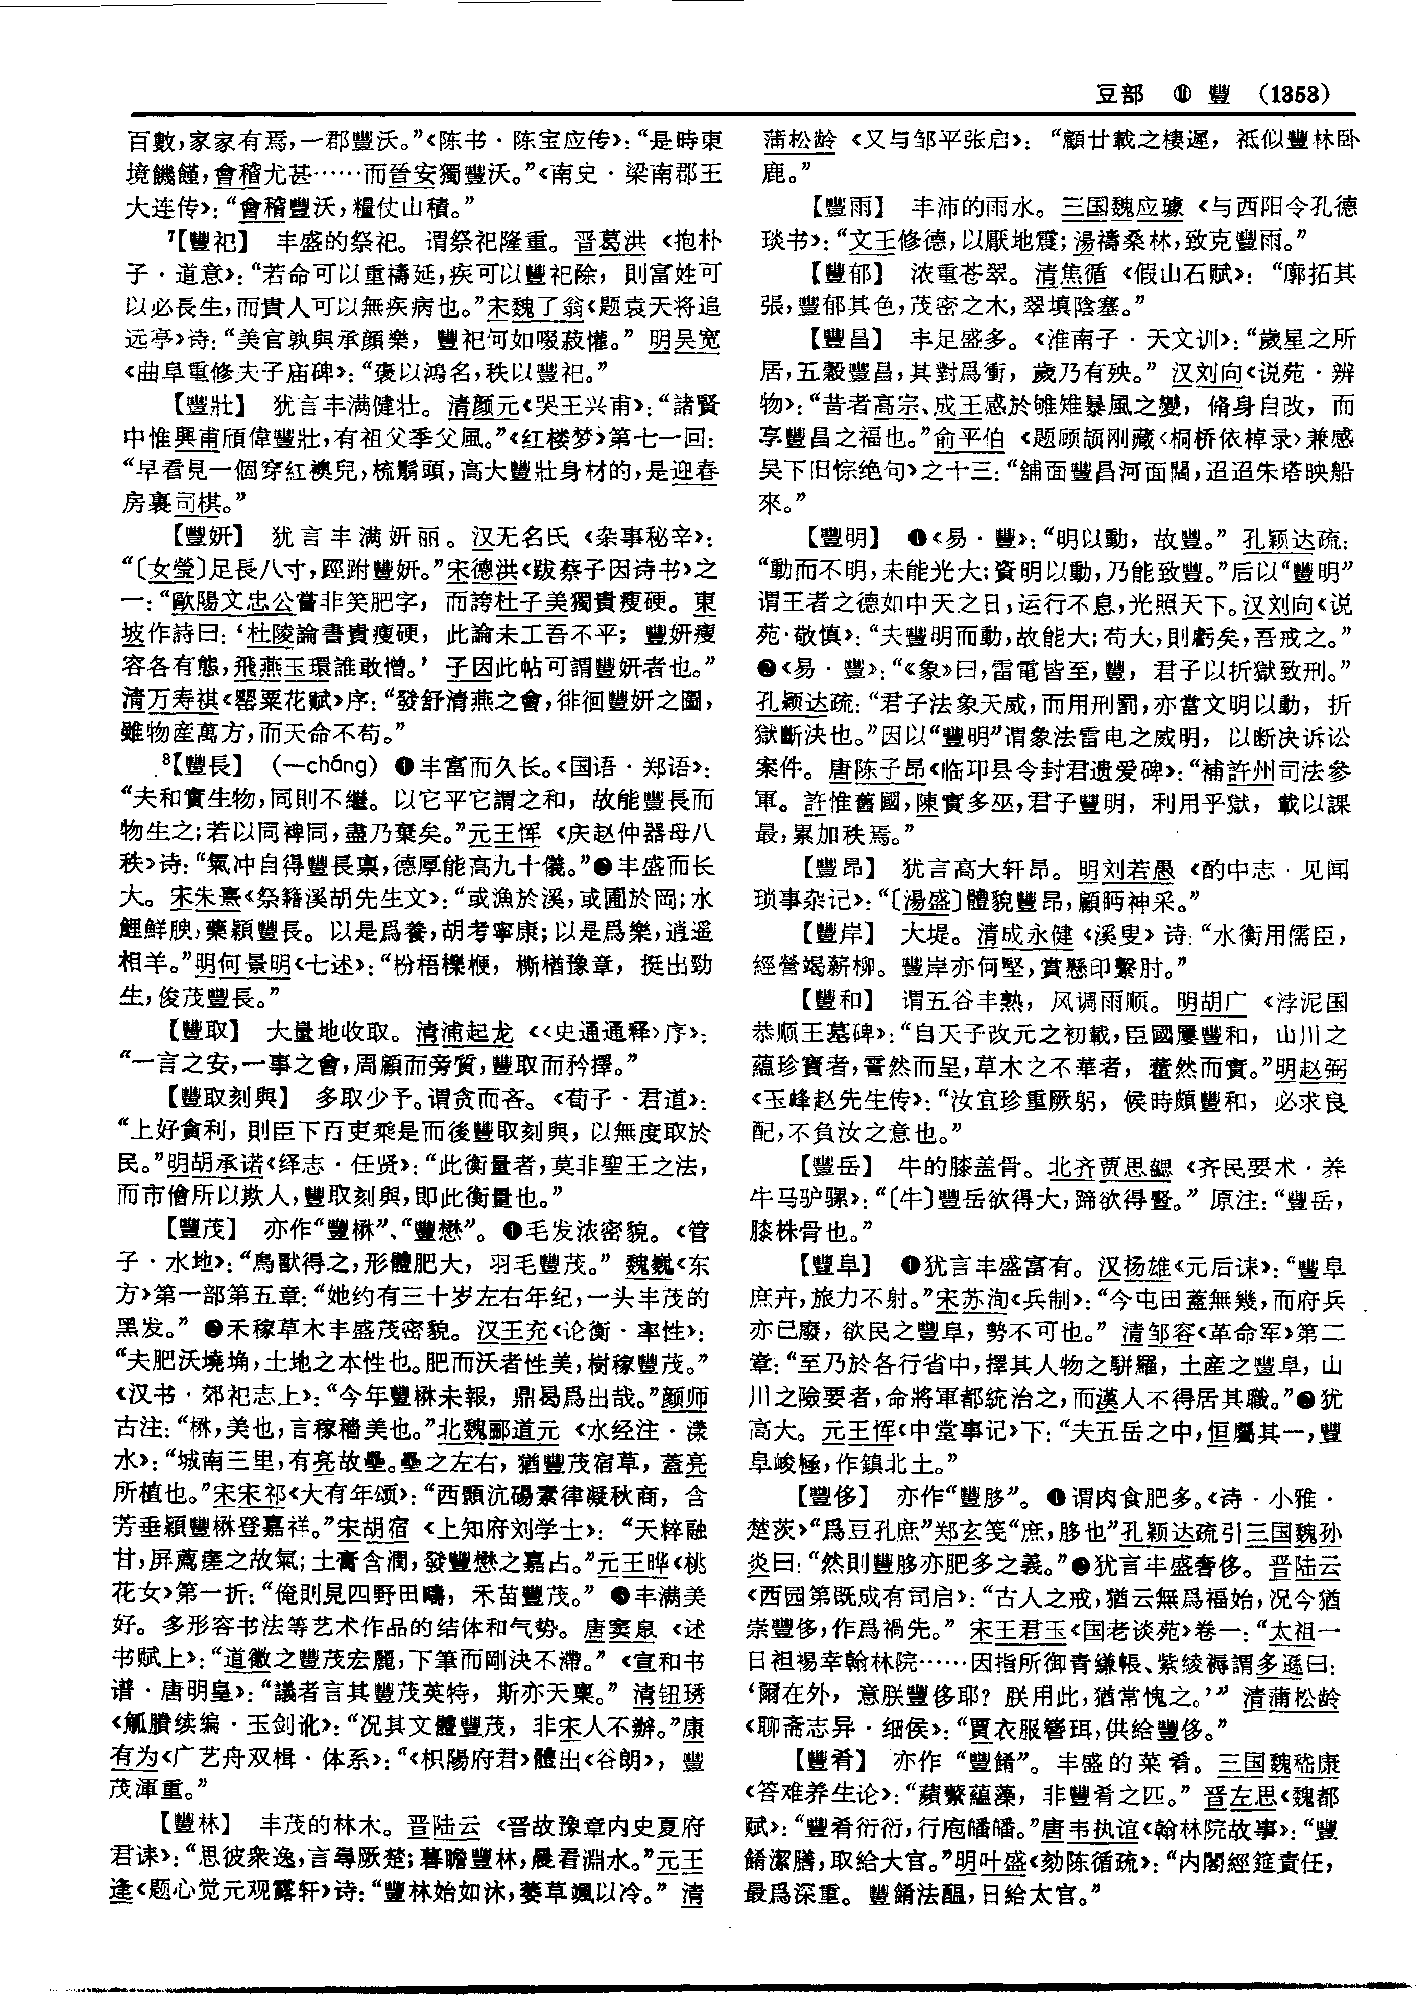 豆部 ⑪ 豐 （1353）
百數，家家有焉，一郡豐沃。”《陈书·陈宝应传》：“是時東
境饑饉，會稽尤甚……而晉安獨豐沃。”《南史·梁南郡王
大连传》：“會稽豐沃，糧仗山積。”
7【豐祀】 丰盛的祭祀。谓祭祀隆重。晋葛洪《抱朴
子·道意》：“若命可以重禱延，疾可以豐祀除，則富姓可
以必長生，而貴人可以無疾病也。”宋魏了翁《题袁天将追
远亭》诗：“美官孰與承顔樂，豐祀何如啜菽懽。”明吴宽
《曲阜重修夫子庙碑》：“褒以鴻名，秩以豐祀。”
【豐壯】 犹言丰满健壮。清颜元《哭王兴甫》：“諸賢
中惟興甫頎偉豐壯，有祖父季父風。”《红楼梦》第七一回：
“早看見一個穿紅襖兒，梳鬅頭，高大豐壯身材的，是迎春
房裏司棋。”
【豐妍】 犹言丰满妍丽。汉无名氏《杂事秘辛》：
“〔女瑩〕足長八寸，踁跗豐妍。”宋德洪《跋蔡子因诗书》之
一：“歐陽文忠公嘗非笑肥字，而誇杜子美獨貴瘦硬。東
坡作詩曰：‘杜陵論書貴瘦硬，此論未工吾不平；豐妍瘦
容各有態，飛燕玉環誰敢憎。’子因此帖可謂豐妍者也。”
清万寿祺《罂粟花赋》序：“發舒清燕之會，徘徊豐妍之圃，
雖物産萬方，而天命不苟。”
8【豐長】 （—cháng）❶丰富而久长。《国语·郑语》：
“夫和實生物，同則不繼。以它平它謂之和，故能豐長而
物生之；若以同裨同，盡乃棄矣。”元王恽《庆赵仲器母八
秩》诗：“氣冲自得豐長禀，德厚能高九十儀。”❷丰盛而长
大。宋朱熹《祭籍溪胡先生文》：“或漁於溪，或圃於岡；水
鯉鮮腴，藥穎豐長。以是爲養，胡考寧康；以是爲樂，逍遥
相羊。”明何景明《七述》：“枌梧櫟梗，櫯楢豫章，挺出勁
生，俊茂豐長。”
【豐取】 大量地收取。清浦起龙《〈史通通释〉序》：
“一言之安，一事之會，周顧而旁質，豐取而矜擇。”
【豐取刻與】 多取少予。谓贪而吝。《荀子·君道》：
“上好貪利，則臣下百吏乘是而後豐取刻與，以無度取於
民。”明胡承诺《绎志·任贤》：“此衡量者，莫非聖王之法，
而市儈所以欺人，豐取刻與，即此衡量也。”
【豐茂】 亦作“豐楙”、“豐懋”。❶毛发浓密貌。《管
子·水地》：“鳥獸得之，形體肥大，羽毛豐茂。”魏巍《东
方》第一部第五章：“她约有三十岁左右年纪，一头丰茂的
黑发。”❷禾稼草木丰盛茂密貌。汉王充《论衡·率性》：
“夫肥沃墝埆，土地之本性也。肥而沃者性美，樹稼豐茂。”
《汉书·郊祀志上》：“今年豐楙未報，鼎曷爲出哉。”颜师
古注：“楙，美也，言稼穡美也。”北魏郦道元《水经注·漾
水》：“城南三里，有亮故壘。壘之左右，猶豐茂宿草，蓋亮
所植也。”宋宋祁《大有年颂》：“西顥沆碭素律凝秋商，含
芳垂穎豐楙登嘉祥。”宋胡宿《上知府刘学士》：“天粹融
甘，屏薦瘥之故氣；土膏含潤，發豐懋之嘉占。”元王晔《桃
花女》第一折：“俺則見四野田疇，禾苗豐茂。”❸丰满美
好。多形容书法等艺术作品的结体和气势。唐窦臮《述
书赋上》：“道徽之豐茂宏麗，下筆而剛決不滯。”《宣和书
谱·唐明皇》：“議者言其豐茂英特，斯亦天稟。”清钮琇
《觚賸续编·玉剑讹》：“况其文體豐茂，非宋人不辦。”康
有为《广艺舟双楫·体系》：“《枳陽府君》體出《谷朗》，豐
茂渾重。”
【豐林】 丰茂的林木。晋陆云《晋故豫章内史夏府
君诔》：“思彼衆逸，言尋厥楚；暮瞻豐林，晨看淵水。”元王
逢《题心觉元观露轩》诗：“豐林始如沐，萎草颯以冷。”清
蒲松龄《又与邹平张启》：“顧廿載之棲遲，祇似豐林卧
鹿。”
【豐雨】 丰沛的雨水。三国魏应璩《与西阳令孔德
琰书》：“文王修德，以厭地震；湯禱桑林，致克豐雨。”
【豐郁】 浓重苍翠。清焦循《假山石赋》：“廓拓其
張，豐郁其色，茂密之木，翠填陰塞。”
【豐昌】 丰足盛多。《淮南子·天文训》：“歲星之所
居，五穀豐昌，其對爲衝，歲乃有殃。”汉刘向《说苑·辨
物》：“昔者高宗、成王感於雊雉暴風之變，脩身自改，而
享豐昌之福也。”俞平伯《题顾颉刚藏〈桐桥依棹录〉兼感
吴下旧惊绝句》之十三：“舖面豐昌河面闊，迢迢朱塔映船
來。”
【豐明】 ❶《易·豐》：“明以動，故豐。”孔颖达疏：
“動而不明，未能光大；資明以動，乃能致豐。”后以“豐明”
谓王者之德如中天之日，运行不息，光照天下。汉刘向《说
苑·敬慎》：“夫豐明而動，故能大；苟大，則虧矣，吾戒之。”
❷《易·豐》：“《象》曰，雷電皆至，豐，君子以折獄致刑。”
孔颖达疏：“君子法象天威，而用刑罰，亦當文明以動，折
獄斷決也。”因以“豐明”谓象法雷电之威明，以断决诉讼
案件。唐陈子昂《临邛县令封君遗爱碑》：“補許州司法參
軍。許惟舊國，陳實多巫，君子豐明，利用乎獄，載以課
最，累加秩焉。”
【豐昂】 犹言高大轩昂。明刘若愚《酌中志·见闻
琐事杂记》：“〔湯盛〕體貌豐昂，顧眄神采。”
【豐岸】 大堤。清成永健《溪叟》诗：“水衡用儒臣，
經營竭薪柳。豐岸亦何堅，賞懸印繫肘。”
【豐和】 谓五谷丰熟，风调雨顺。明胡广《浡泥国
恭顺王墓碑》：“自天子改元之初載，臣國屢豐和，山川之
藴珍寶者，霅然而呈，草木之不華者，藿然而實。”明赵弼
《玉峰赵先生传》：“汝宜珍重厥躬，候時頗豐和，必求良
配，不負汝之意也。”
【豐岳】 牛的膝盖骨。北齐贾思勰《齐民要术·养
牛马驴骡》：“〔牛〕豐岳欲得大，蹄欲得豎。”原注：“豐岳，
膝株骨也。”
【豐阜】 ❶犹言丰盛富有。汉杨雄《元后诔》：“豐阜
庶卉，旅力不射。”宋苏洵《兵制》：“今屯田蓋無幾，而府兵
亦已廢，欲民之豐阜，勢不可也。”清邹容《革命军》第二
章：“至乃於各行省中，擇其人物之駢羅，土産之豐阜，山
川之險要者，命將軍都統治之，而漢人不得居其職。”❷犹
高大。元王恽《中堂事记》下：“夫五岳之中，恒屬其一，豐
阜峻極，作鎮北土。”
【豐侈】 亦作“豐胗”。❶谓肉食肥多。《诗·小雅·
楚茨》“爲豆孔庶”郑玄笺“庶，胗也”孔颖达疏引三国魏孙
炎曰：“然則豐胗亦肥多之義。”❷犹言丰盛奢侈。晋陆云
《西园第既成有司启》：“古人之戒，猶云無爲福始，况今猶
崇豐侈，作爲禍先。”宋王君玉《国老谈苑》卷一：“太祖一
日袒裼幸翰林院……因指所御青縑帳、紫綾褥謂多遜曰：
‘爾在外，意朕豐侈耶？朕用此，猶常愧之。’”清蒲松龄
《聊斋志异·细侯》：“賈衣服簪珥，供給豐侈。”
【豐肴】 亦作“豐餚”。丰盛的菜肴。三国魏嵇康
《答难养生论》：“蘋蘩蕰藻，非豐肴之匹。”晋左思《魏都
赋》：“豐肴衍衍，行庖皤皤。”唐韦执谊《翰林院故事》：“豐
餚潔膳，取給大官。”明叶盛《劾陈循疏》：“内閣經筵責任，
最爲深重。豐餚法醖，日給太官。”